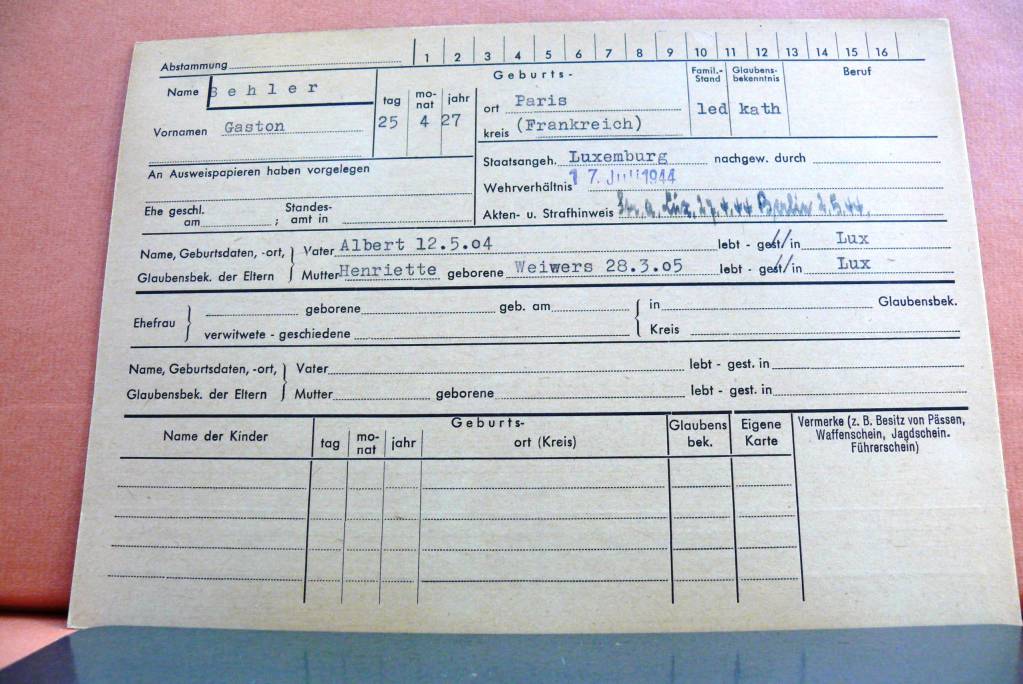 Abstammung 1 2 3 4 5 6 7 8 9 10 11 12 13 14 15 16
Name Behler
Vornamen Gaston
tag monat jahr
25 4 27
Geburts-
ort Paris
kreis (Frankreich)
Famil.-Stand
led
Glaubens-bekenntnis
kath
Beruf
An Ausweispapieren haben vorgelegen
Staatsangeh. Luxemburg nachgew. durch
Wehrverhältnis 17. Juli 1944
Ehe geschl. am ; Standes-amt in
Akten- u. Strafhinweis Berlin
Name, Geburtsdaten, -ort, Vater Albert 12.5.04 lebt - gest/in Lux
Glaubensbek. der Eltern Mutter Henriette geborene Weiwers 28.3.05 lebt - gest/in Lux
Ehefrau
geborene geb. am in Glaubensbek.
verwitwete - geschiedene Kreis
Name, Geburtsdaten, -ort, Vater lebt - gest. in
Glaubensbek. der Eltern Mutter geborene lebt - gest. in
Name der Kinder
Geburts-
tag mo-nat jahr ort (Kreis)
Glaubens bek.
Eigene Karte
Vermerke (z. B. Besitz von Pässen,
Waffenschein, Jagdschein.
Führerschein)